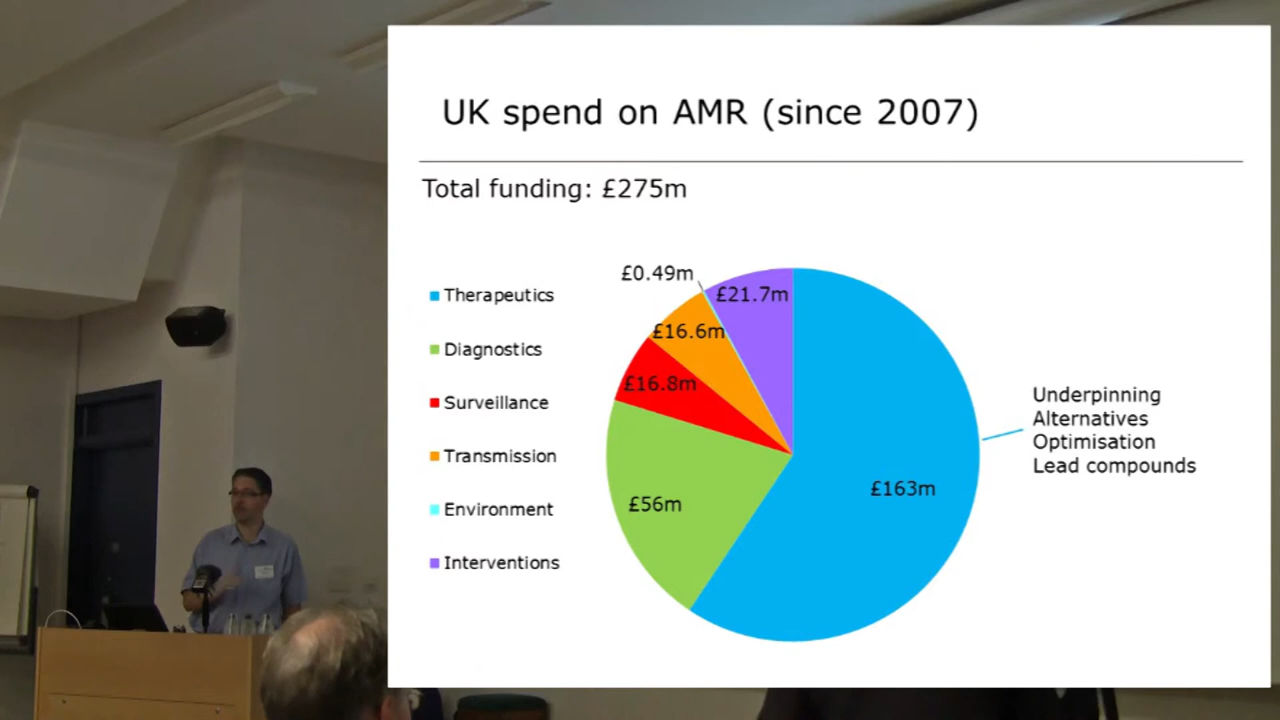 UK spend on AMR (since 2007)
Total funding: £275m
Therapeutics
Diagnostics
Surveillance
Transmission
Environment
Interventions
£0.49m
£21.7m
£16.6m
£16.8m
£56m
£163m
Underpinning
Alternatives
Optimisation
Lead compounds